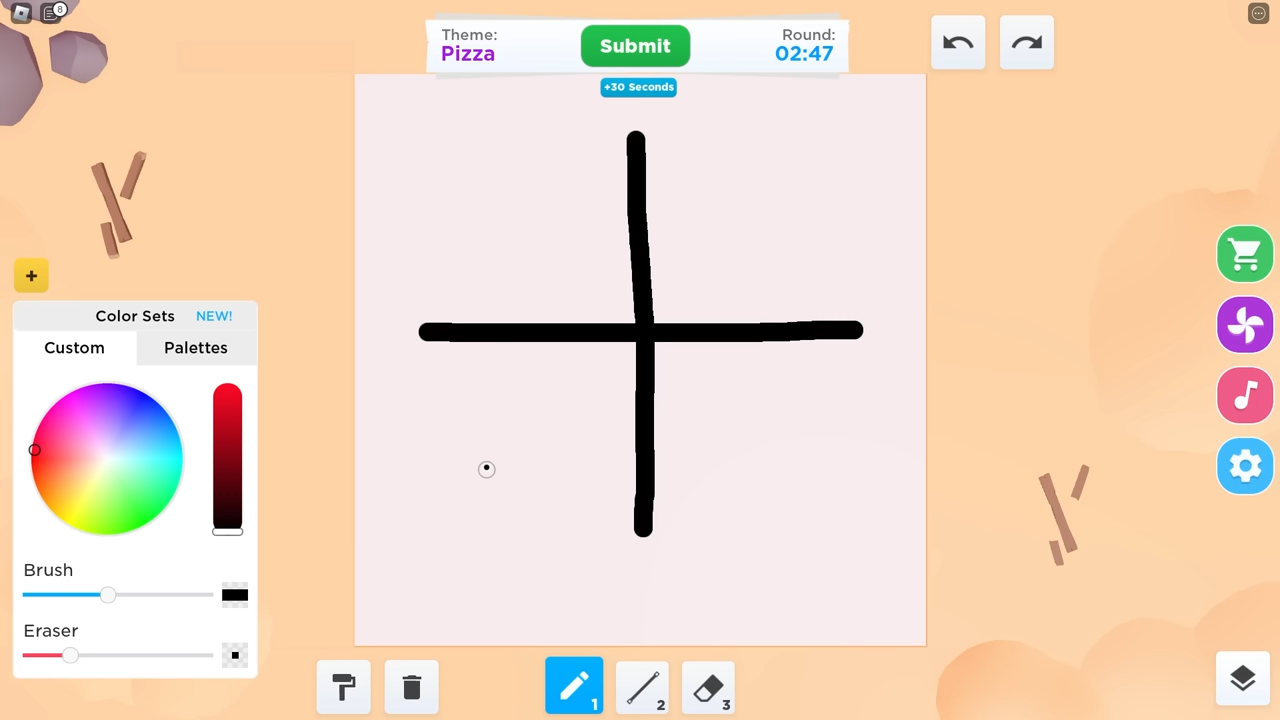 8
Theme:
Pizza
Submit
Round:
02:47
+30 Seconds
+
Color Sets NEW!
Custom Palettes
Brush
Eraser
1
2
3